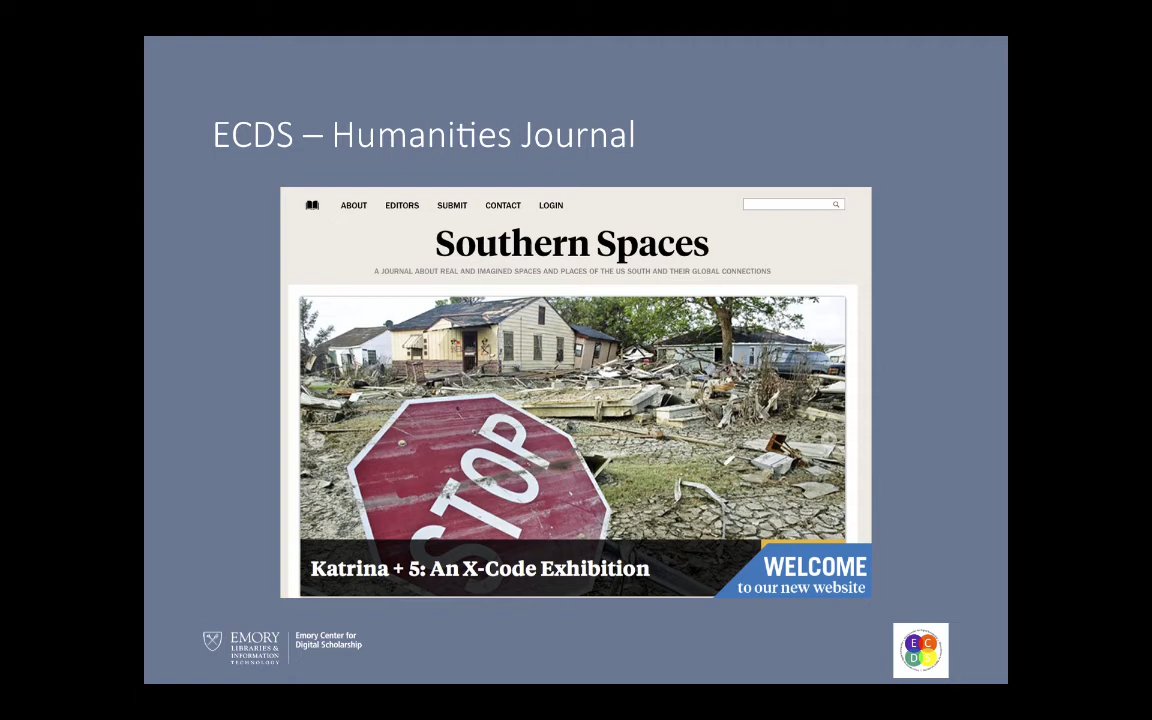 ECDS – Humanities Journal
ABOUT EDITORS SUBMIT CONTACT LOGIN
Southern Spaces
A JOURNAL ABOUT REAL AND IMAGINED SPACES AND PLACES OF THE US SOUTH AND THEIR GLOBAL CONNECTIONS
STOP
Katrina + 5: An X-Code Exhibition
WELCOME
to our new website
EMORY
LIBRARIES &
INFORMATION
TECHNOLOGY
Emory Center for
Digital Scholarship
E C
D S